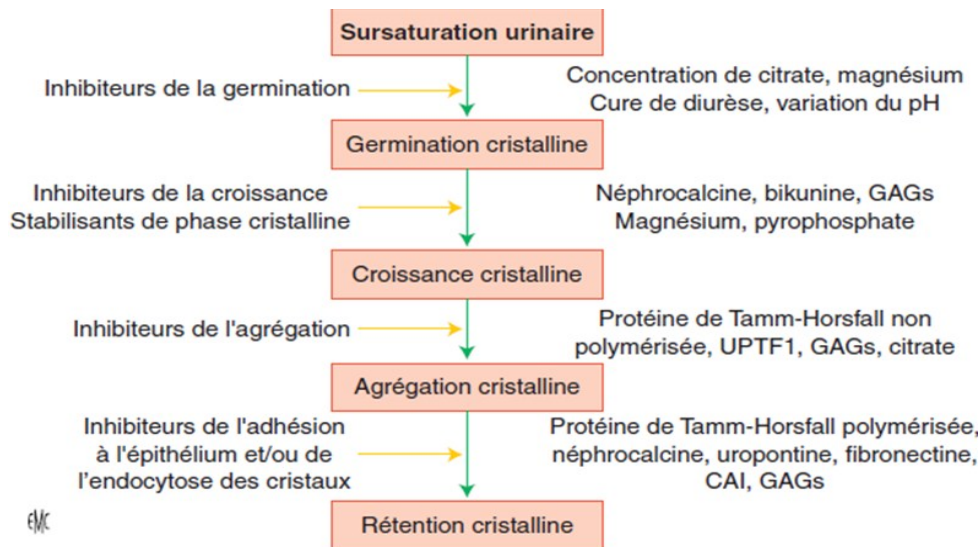 Sursaturation urinaire
Inhibiteurs de la germination
Concentration de citrate, magnésium
Cure de diurèse, variation du pH
Germination cristalline
Inhibiteurs de la croissance
Stabilisants de phase cristalline
Néphrocalcine, bikunine, GAGs
Magnésium, pyrophosphate
Croissance cristalline
Inhibiteurs de l'agrégation
Protéine de Tamm-Horsfall non
polymérisée, UPTF1, GAGs, citrate
Agrégation cristalline
Inhibiteurs de l'adhésion
à l'épithélium et/ou de
l'endocytose des cristaux
Protéine de Tamm-Horsfall polymérisée,
néphrocalcine, uropontine, fibronectine,
CAI, GAGs
EMC
Rétention cristalline